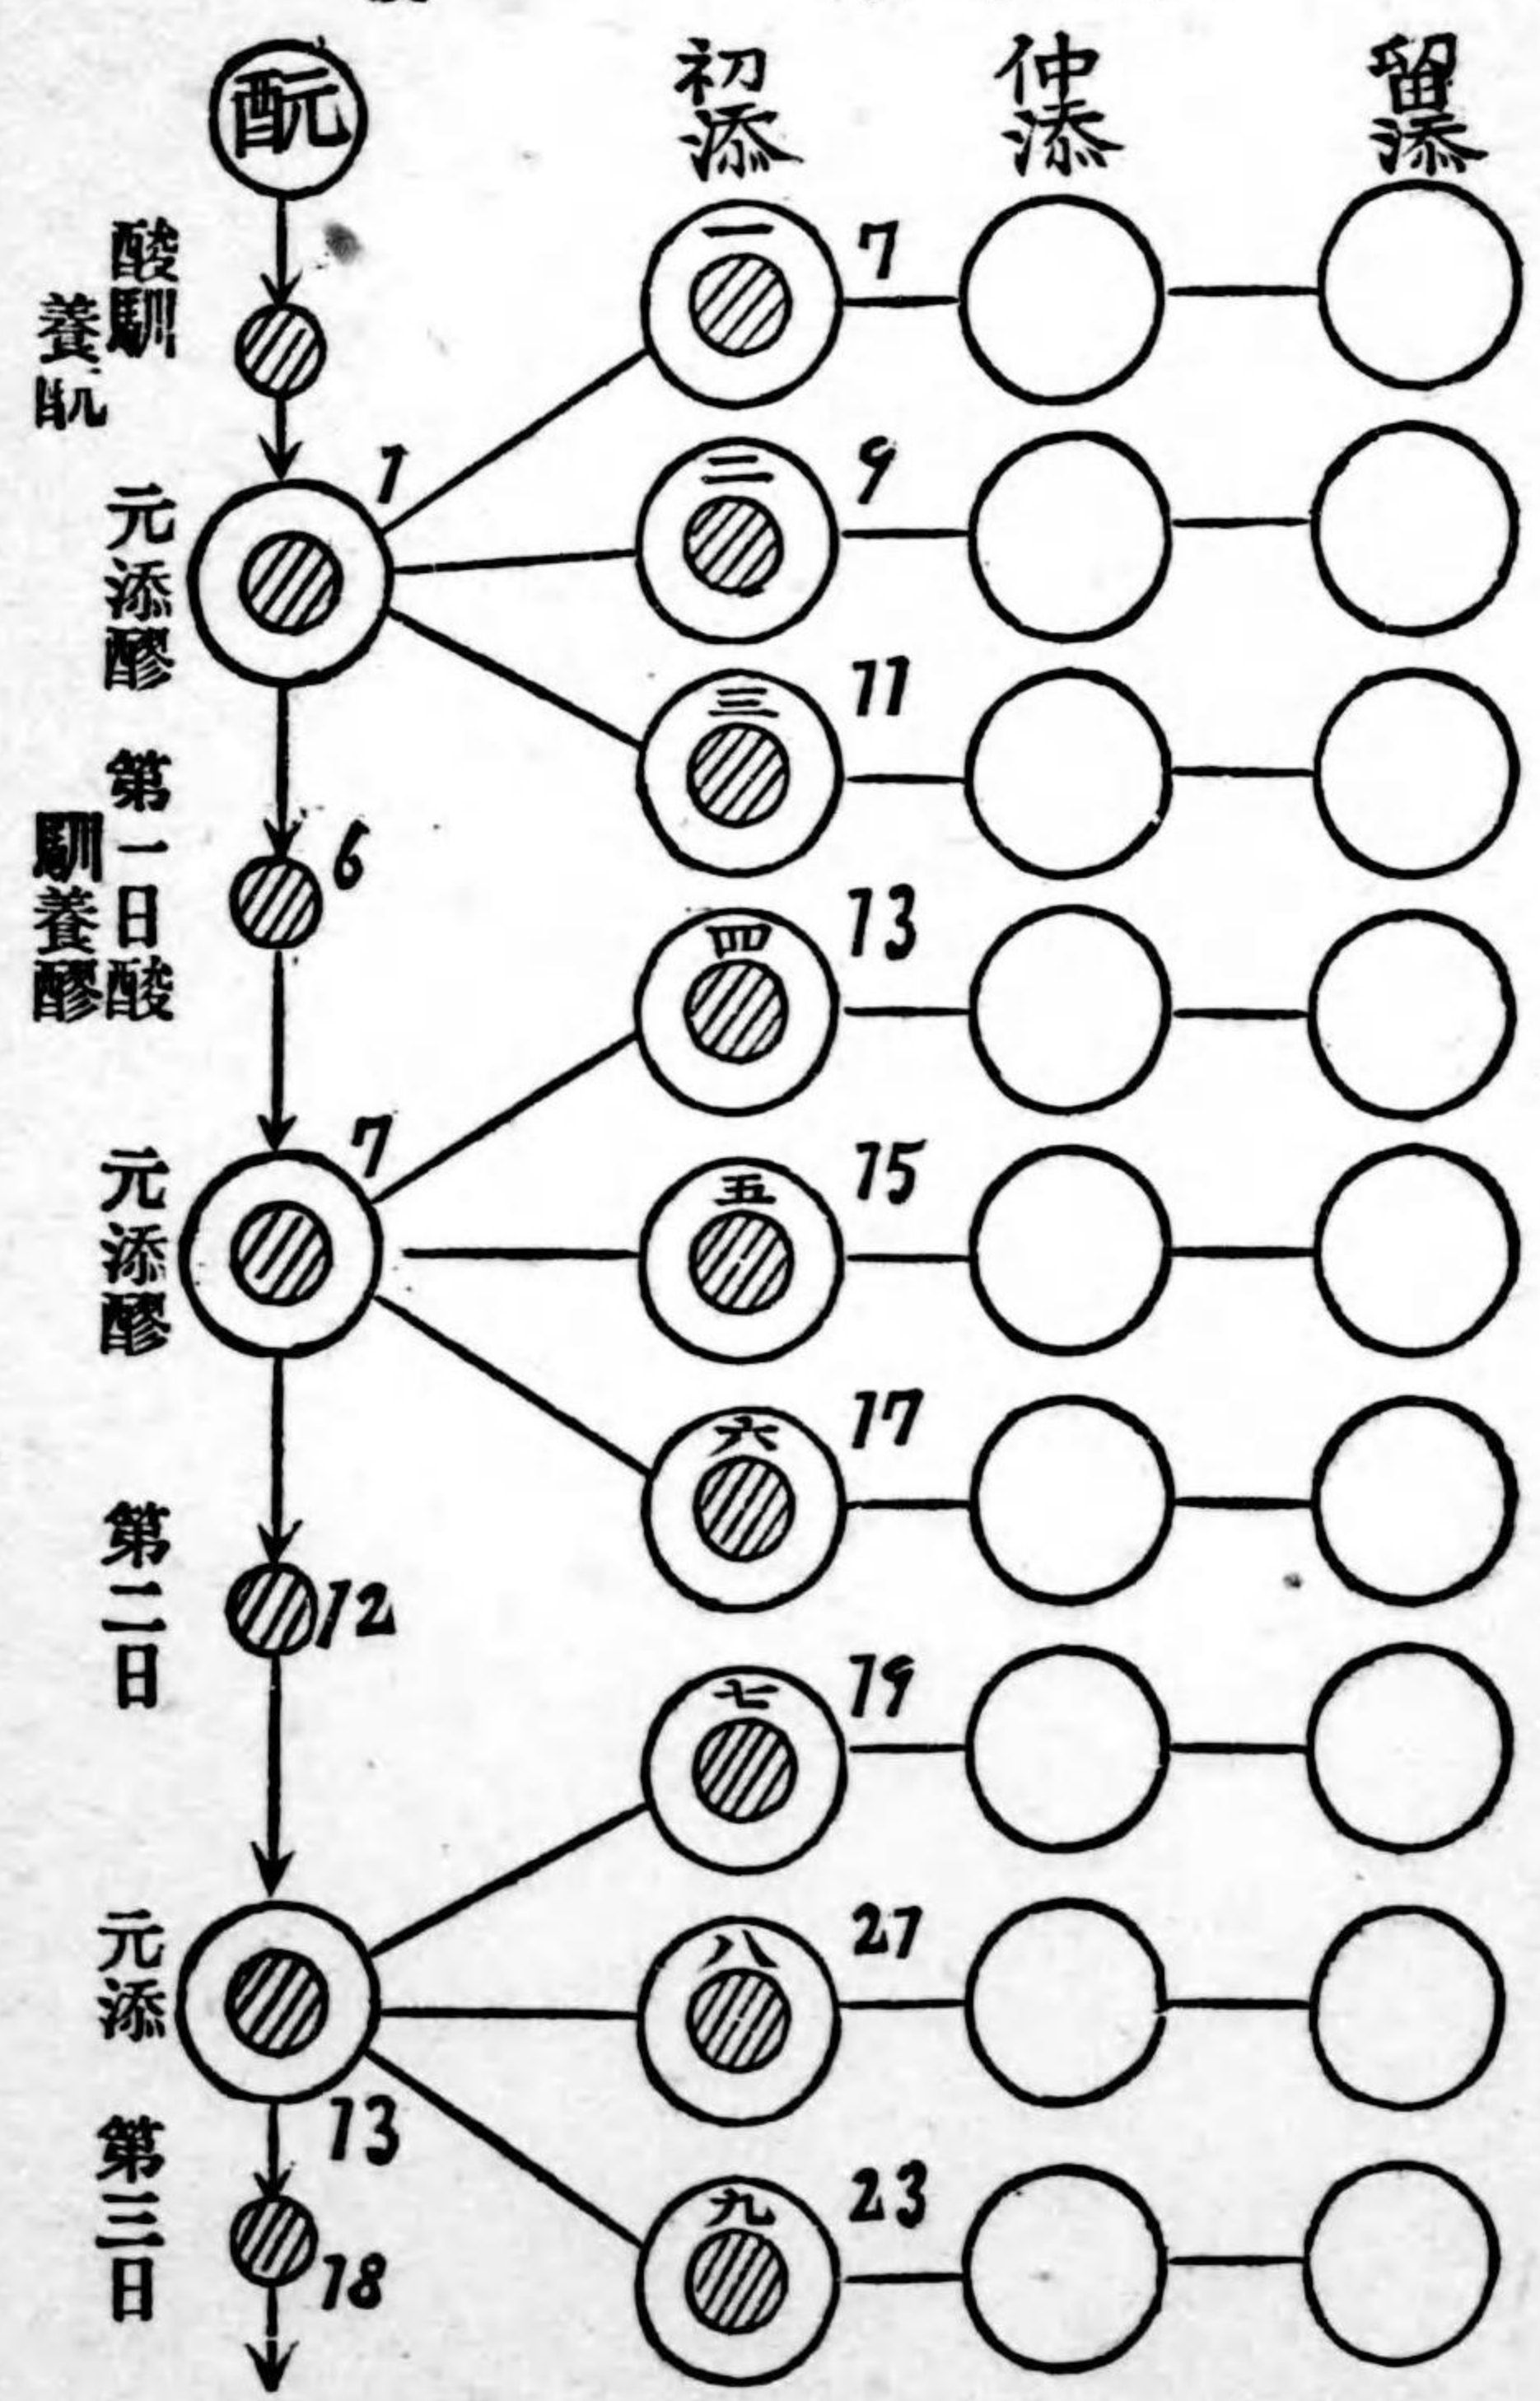 酛
初添
仲添
留添
酸馴
養酛
元添醪
第一日酸
馴養醪
元添醪
第二日
元添
第三日
1
6
7
12
13
18
一
7
二
9
三
11
四
13
五
15
六
17
七
19
八
21
九
23